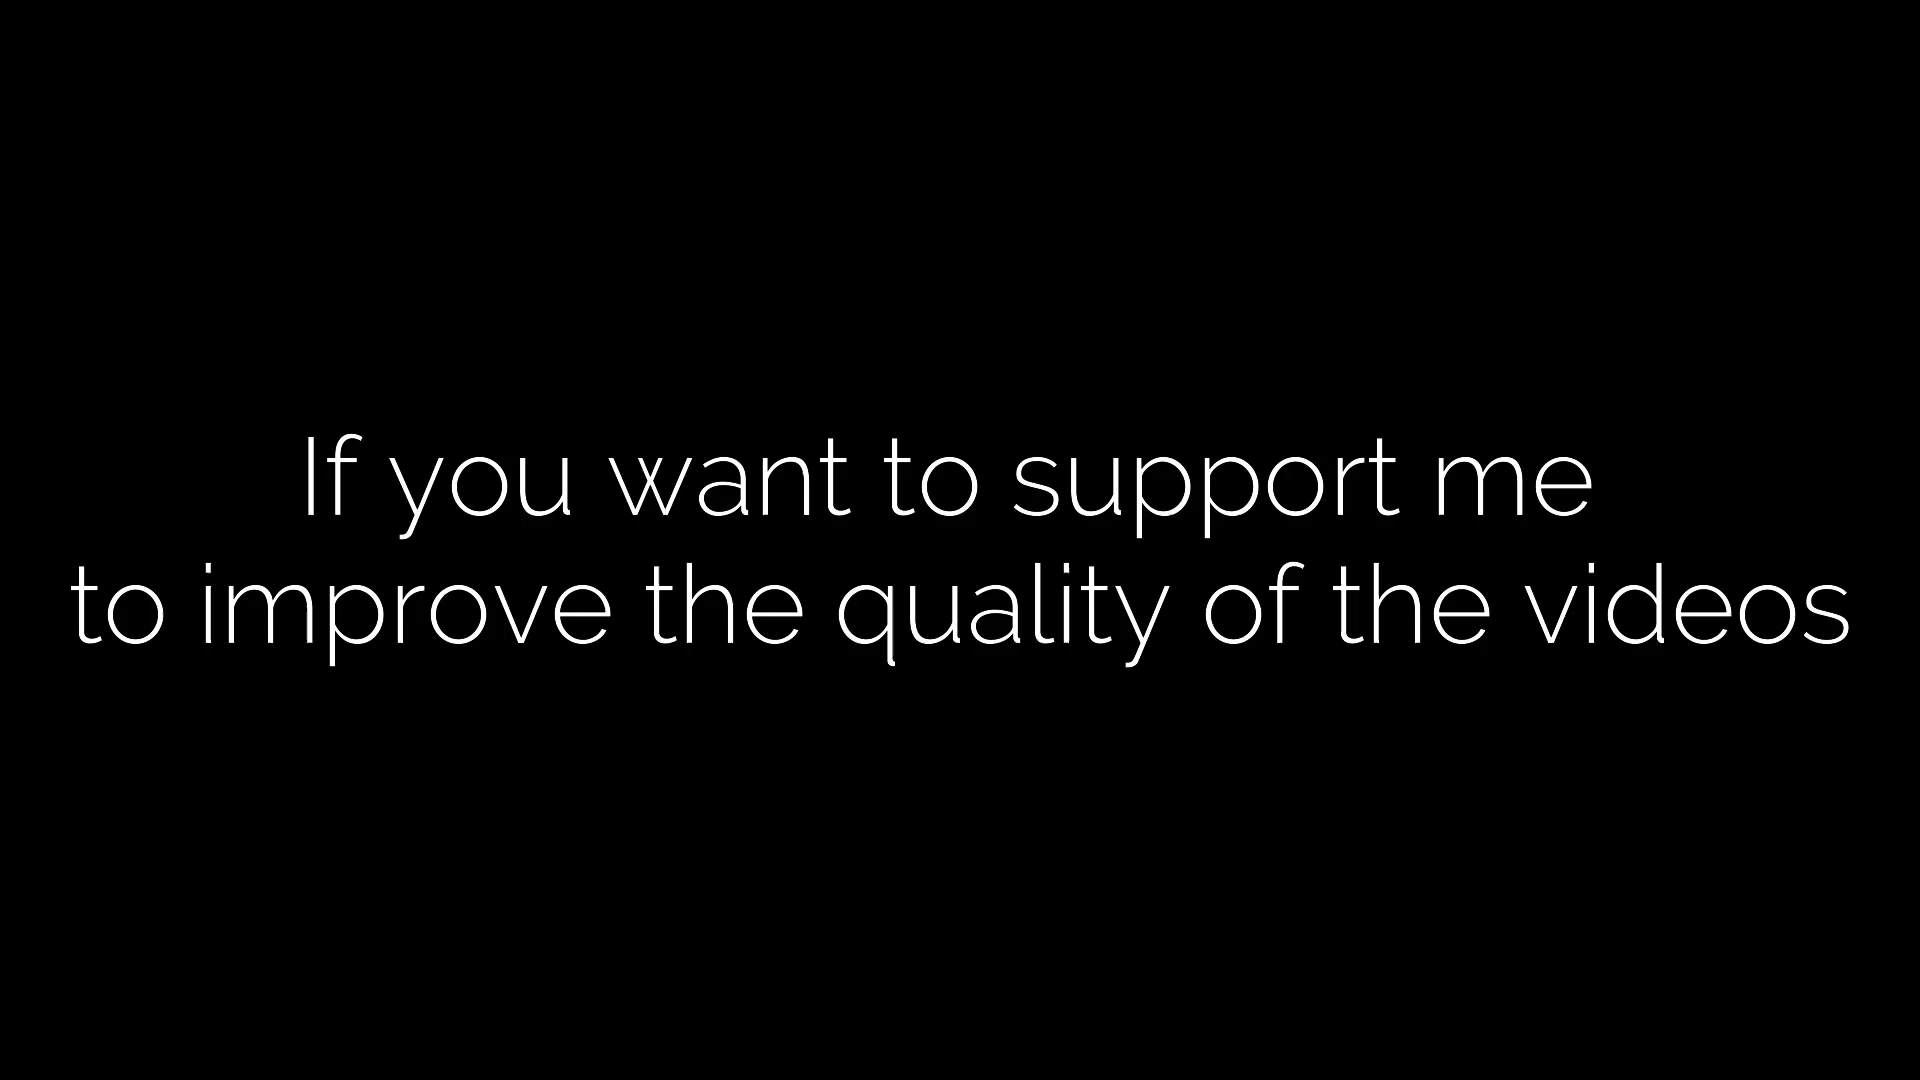 If you want to support me
to improve the quality of the videos